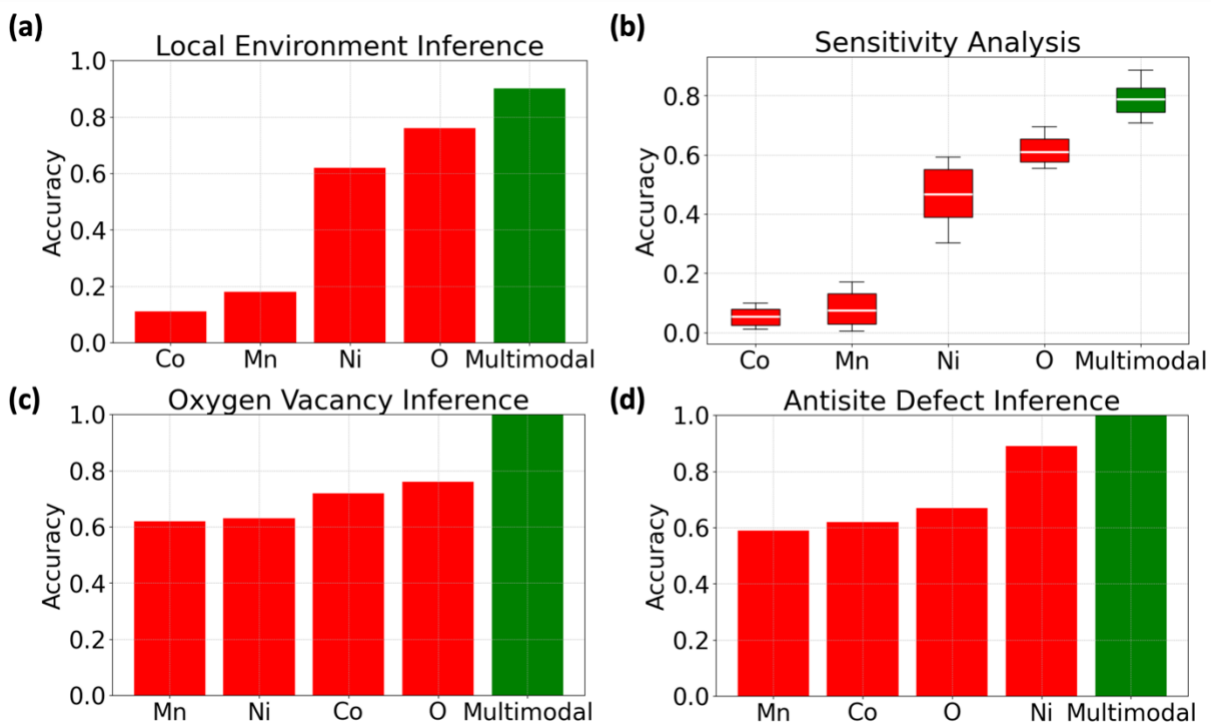 (a)
Local Environment Inference
1.0
0.8
0.6
0.4
0.2
0.0
Accuracy
Co Mn Ni O Multimodal
(b)
Sensitivity Analysis
0.8
0.6
0.4
0.2
0.0
Accuracy
Co Mn Ni O Multimodal
(c)
Oxygen Vacancy Inference
1.0
0.8
0.6
0.4
0.2
0.0
Accuracy
Mn Ni Co O Multimodal
(d)
Antisite Defect Inference
1.0
0.8
0.6
0.4
0.2
0.0
Accuracy
Mn Co O Ni Multimodal